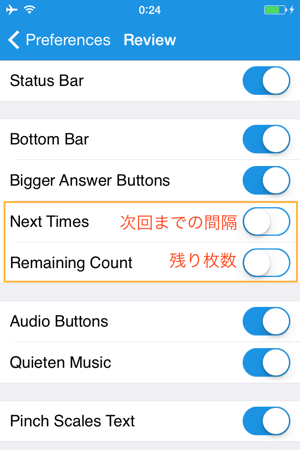 0:24
Preferences Review
Status Bar
Bottom Bar
Bigger Answer Buttons
Next Times 次回までの間隔
Remaining Count 残り枚数
Audio Buttons
Quieten Music
Pinch Scales Text